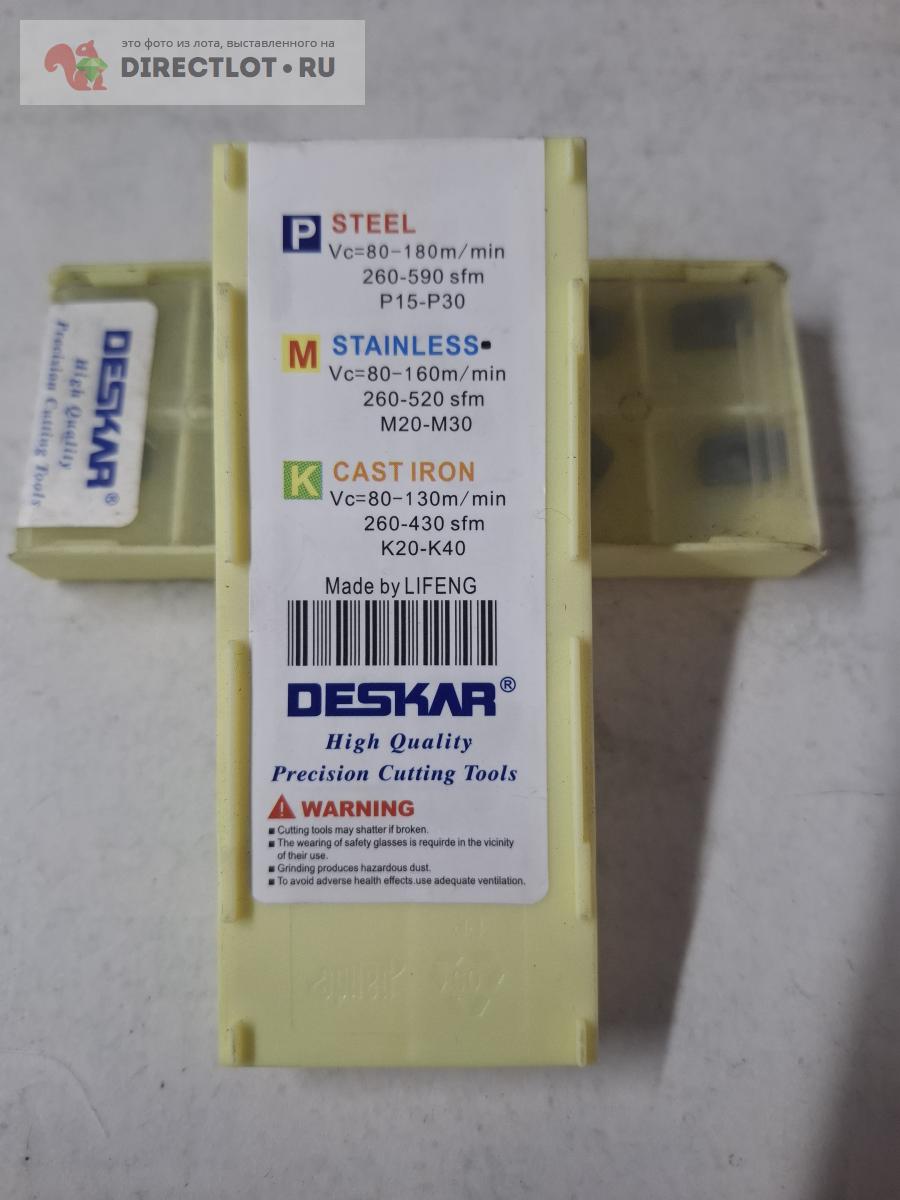 это фото из лота, выставленного на
DIRECTLOT•RU
P STEEL
Vc=80-180m/min
260-590 sfm
P15-P30
M STAINLESS
Vc=80-160m/min
260-520 sfm
M20-M30
K CAST IRON
Vc=80-130m/min
260-430 sfm
K20-K40
Made by LIFENG
DESKAR®
High Quality
Precision Cutting Tools
WARNING
■ Cutting tools may shatter if broken.
■ The wearing of safety glasses is requirde in the vicinity
of their use.
■ Grinding produces hazardous dust.
■ To avoid adverse health effects.use adequate ventilation.
DESKAR®
High Quality
Precision Cutting Tools